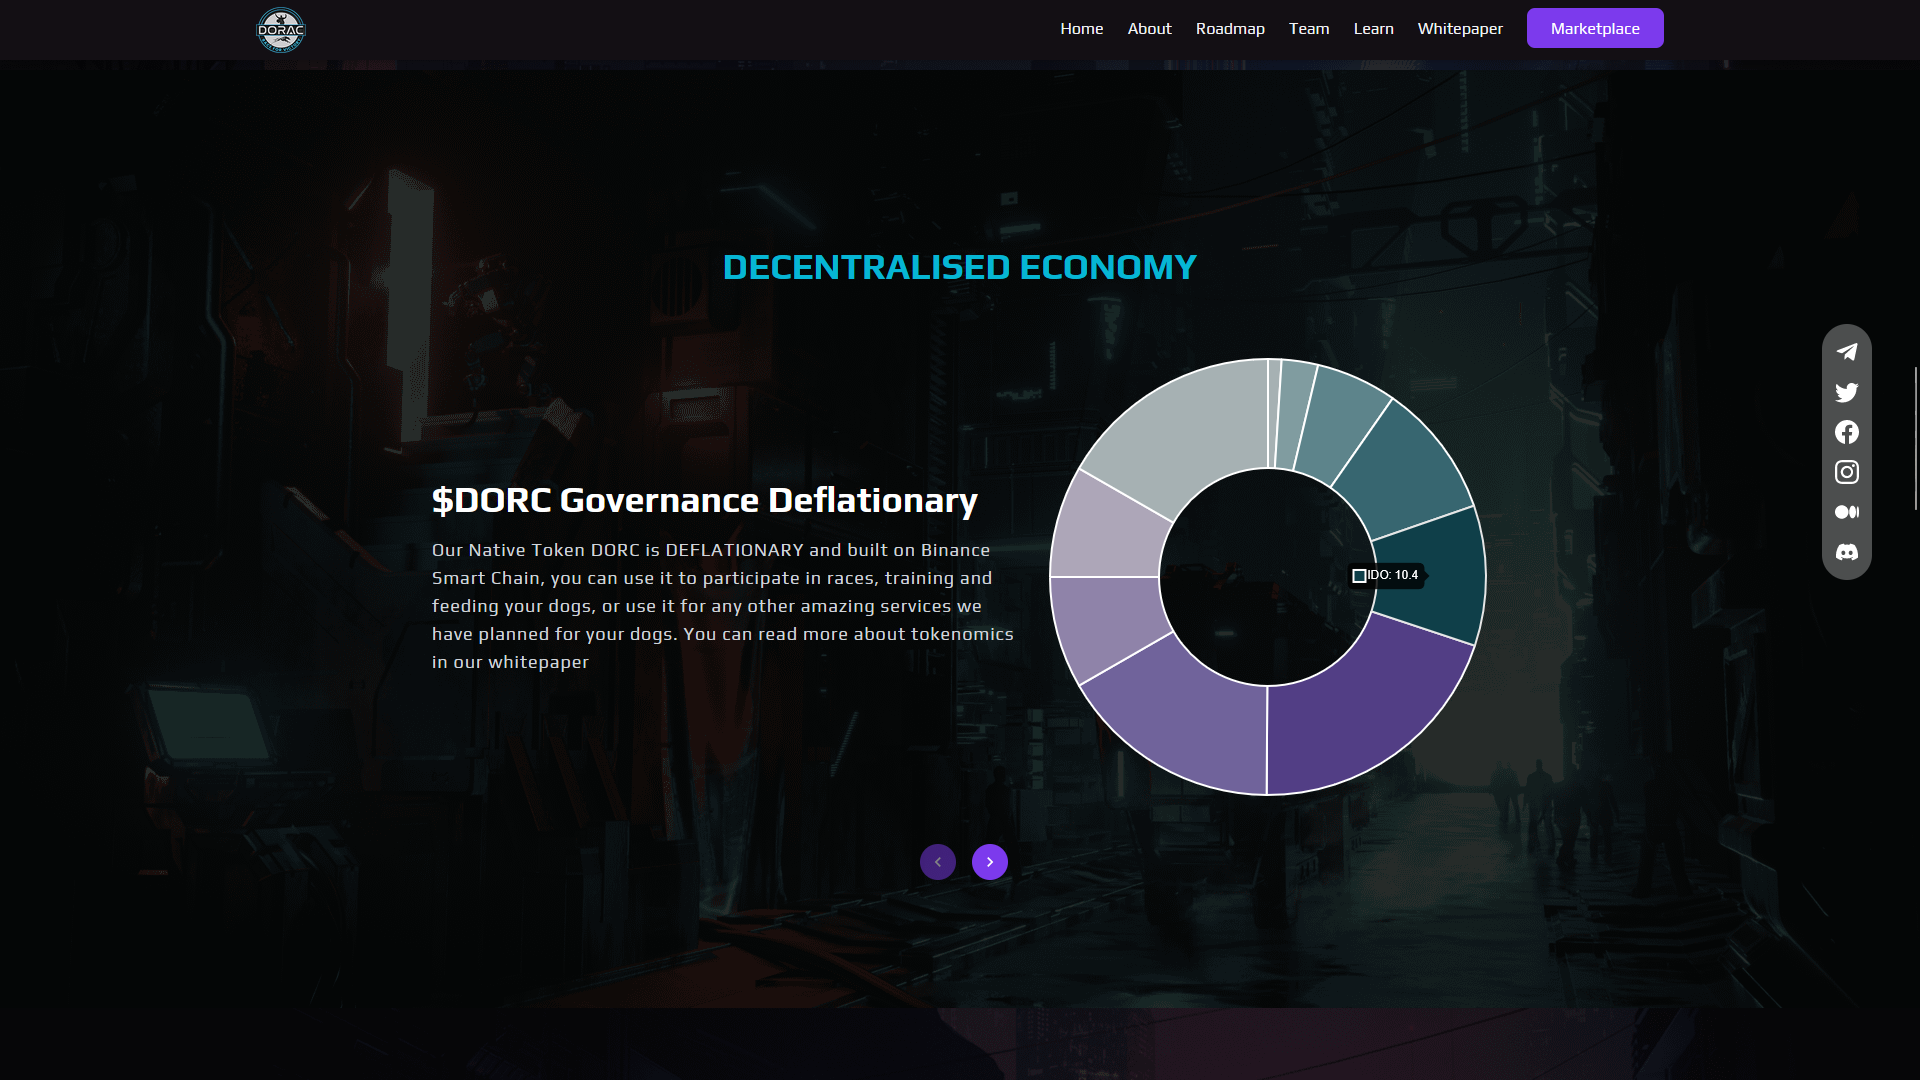 DORAC
Home
About
Roadmap
Team
Learn
Whitepaper
Marketplace
DECENTRALISED ECONOMY
$DORC Governance Deflationary
Our Native Token DORC is DEFLATIONARY and built on Binance
Smart Chain, you can use it to participate in races, training and
feeding your dogs, or use it for any other amazing services we
have planned for your dogs. You can read more about tokenomics
in our whitepaper
IDO: 10.4